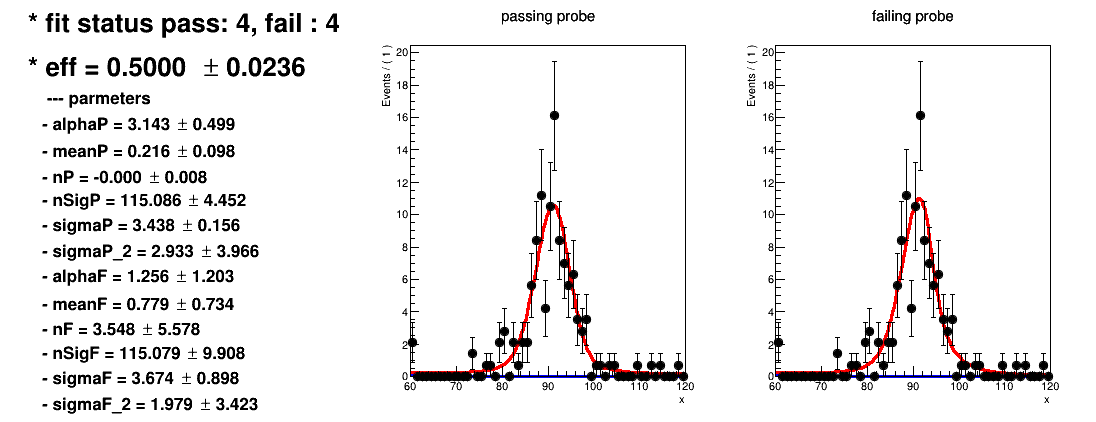 * fit status pass: 4, fail : 4
* eff = 0.5000 ± 0.0236
--- parmeters
- alphaP = 3.143 ± 0.499
- meanP = 0.216 ± 0.098
- nP = -0.000 ± 0.008
- nSigP = 115.086 ± 4.452
- sigmaP = 3.438 ± 0.156
- sigmaP_2 = 2.933 ± 3.966
- alphaF = 1.256 ± 1.203
- meanF = 0.779 ± 0.734
- nF = 3.548 ± 5.578
- nSigF = 115.079 ± 9.908
- sigmaF = 3.674 ± 0.898
- sigmaF_2 = 1.979 ± 3.423
passing probe
Events / ( 1 )
20
18
16
14
12
10
8
6
4
2
0
60 70 80 90 100 110 120
x
failing probe
Events / ( 1 )
20
18
16
14
12
10
8
6
4
2
0
60 70 80 90 100 110 120
x